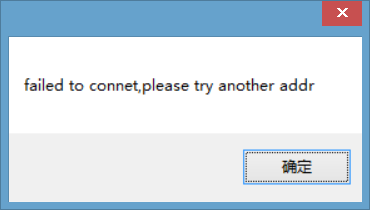 failed to connet,please try another addr
确定